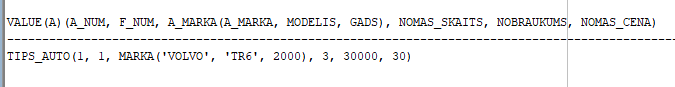 VALUE(A)(A_NUM, F_NUM, A_MARKA(A_MARKA, MODELIS, GADS), NOMAS_SKAITS, NOBRAUKUMS, NOMAS_CENA)
--------------------------------------------------------------------------------
TIPS_AUTO(1, 1, MARKA('VOLVO', 'TR6', 2000), 3, 30000, 30)